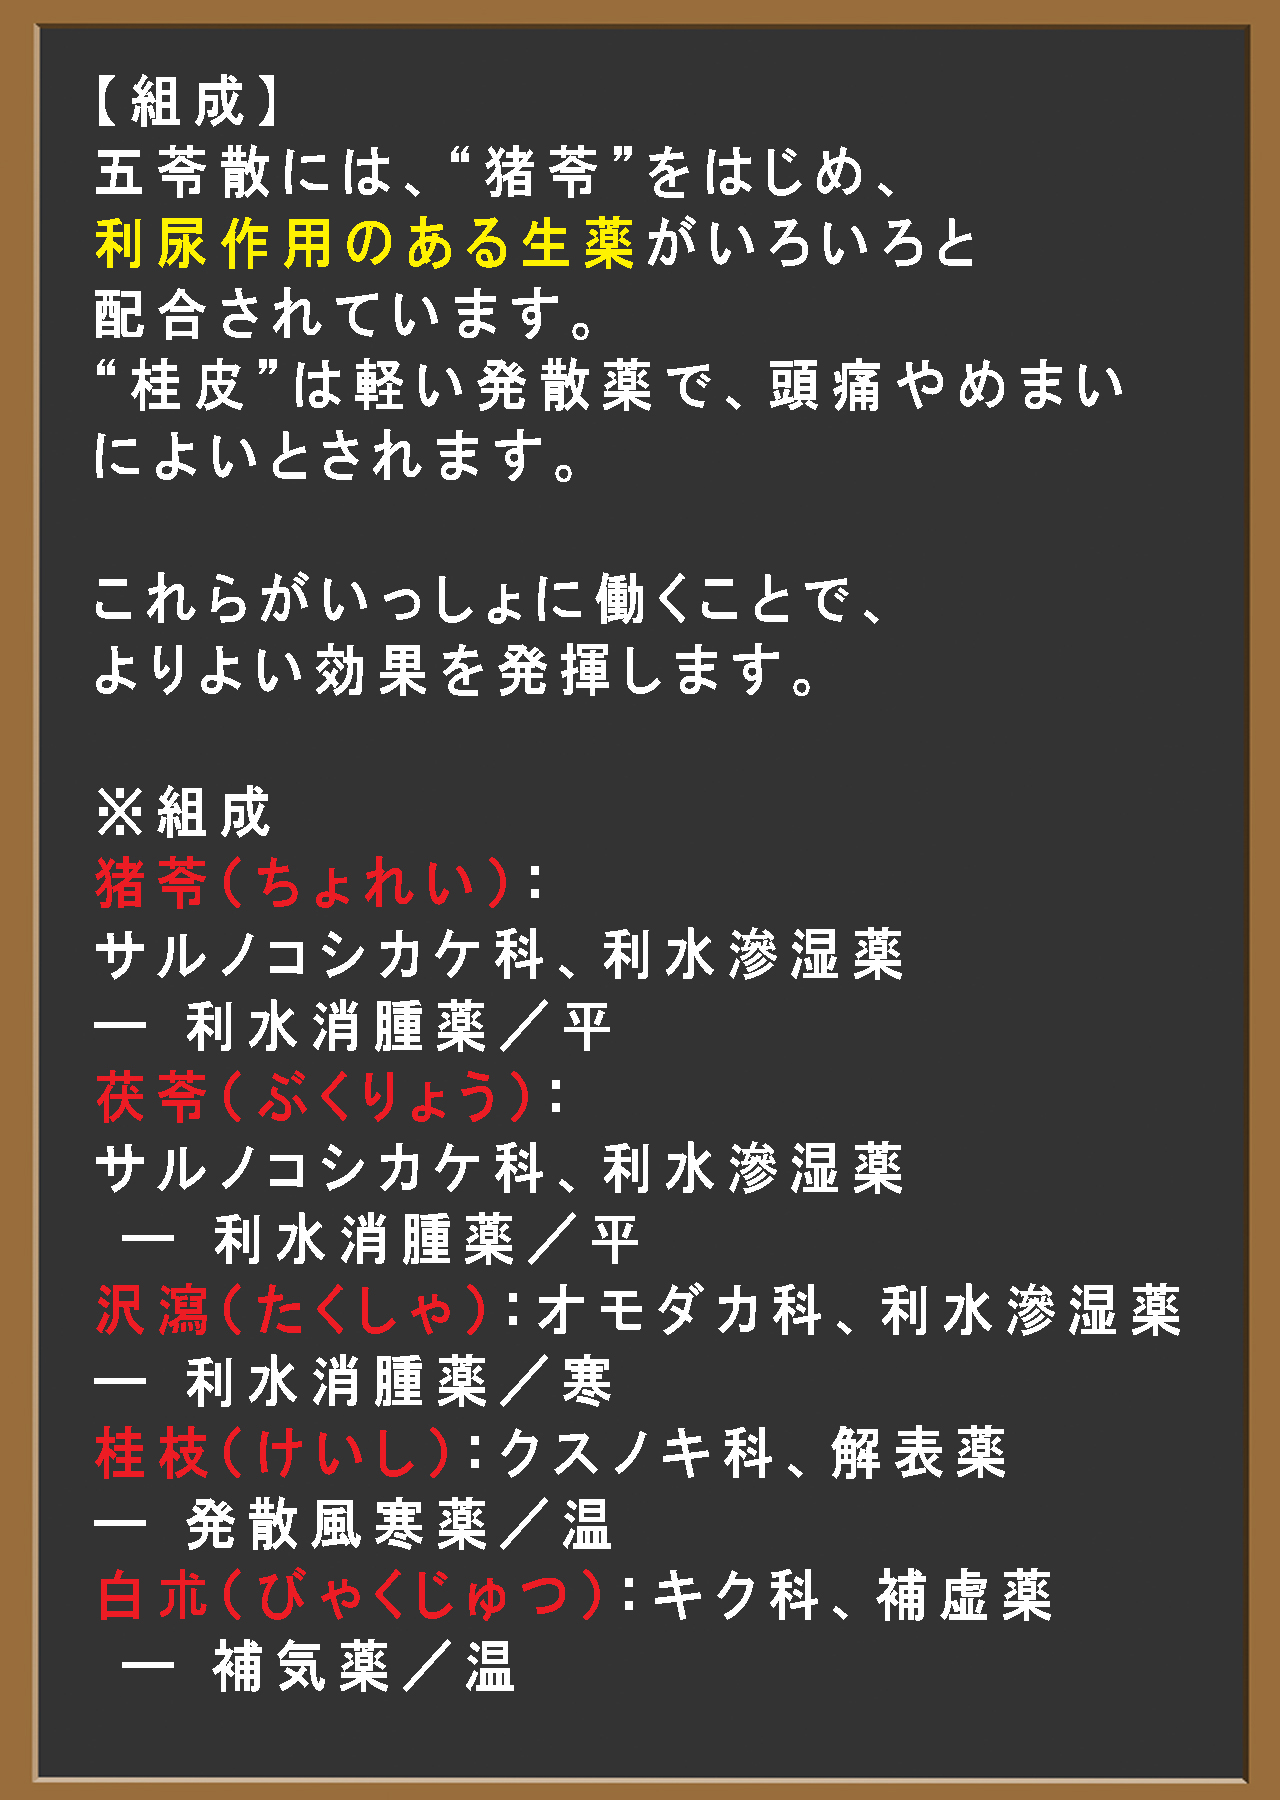 【組成】
五苓散には、“猪苓”をはじめ、
利尿作用のある生薬がいろいろと
配合されています。
“桂皮”は軽い発散薬で、頭痛やめまい
によいとされます。
これらがいっしょに働くことで、
よりよい効果を発揮します。
※組成
猪苓(ちょれい):
サルノコシカケ科、利水滲湿薬
― 利水消腫薬／平
茯苓(ぶくりょう):
サルノコシカケ科、利水滲湿薬
― 利水消腫薬／平
沢瀉(たくしゃ):オモダカ科、利水滲湿薬
― 利水消腫薬／寒
桂枝(けいし):クスノキ科、解表薬
― 発散風寒薬／温
白朮(びゃくじゅつ):キク科、補虚薬
― 補気薬／温